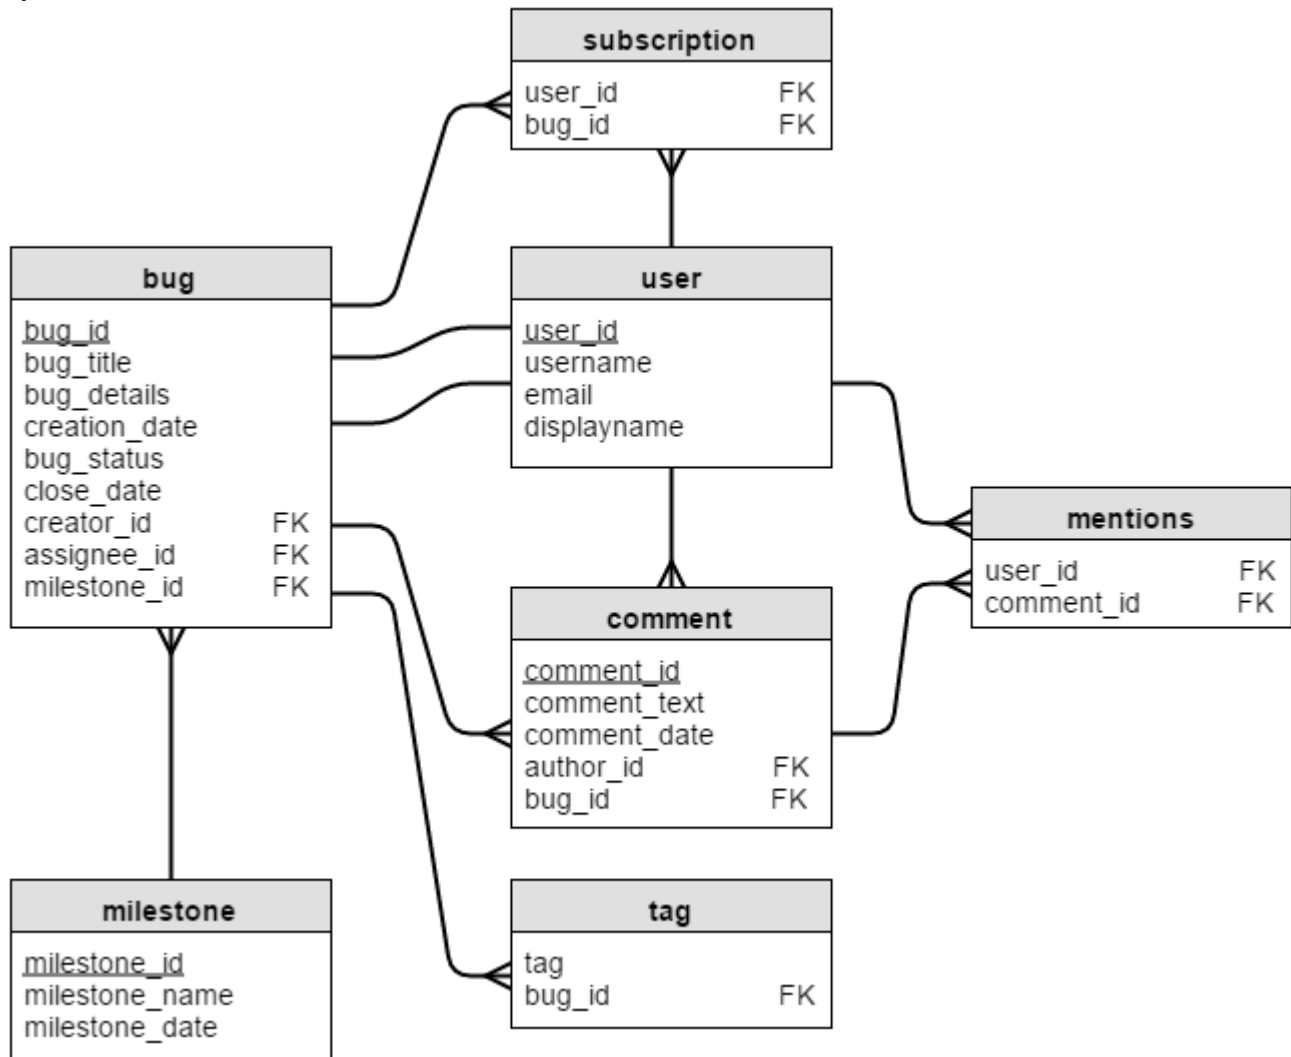 subscription
user_id FK
bug_id FK
bug
bug_id
bug_title
bug_details
creation_date
bug_status
close_date
creator_id FK
assignee_id FK
milestone_id FK
user
user_id
username
email
displayname
mentions
user_id FK
comment_id FK
comment
comment_id
comment_text
comment_date
author_id FK
bug_id FK
milestone
milestone_id
milestone_name
milestone_date
tag
tag
bug_id FK